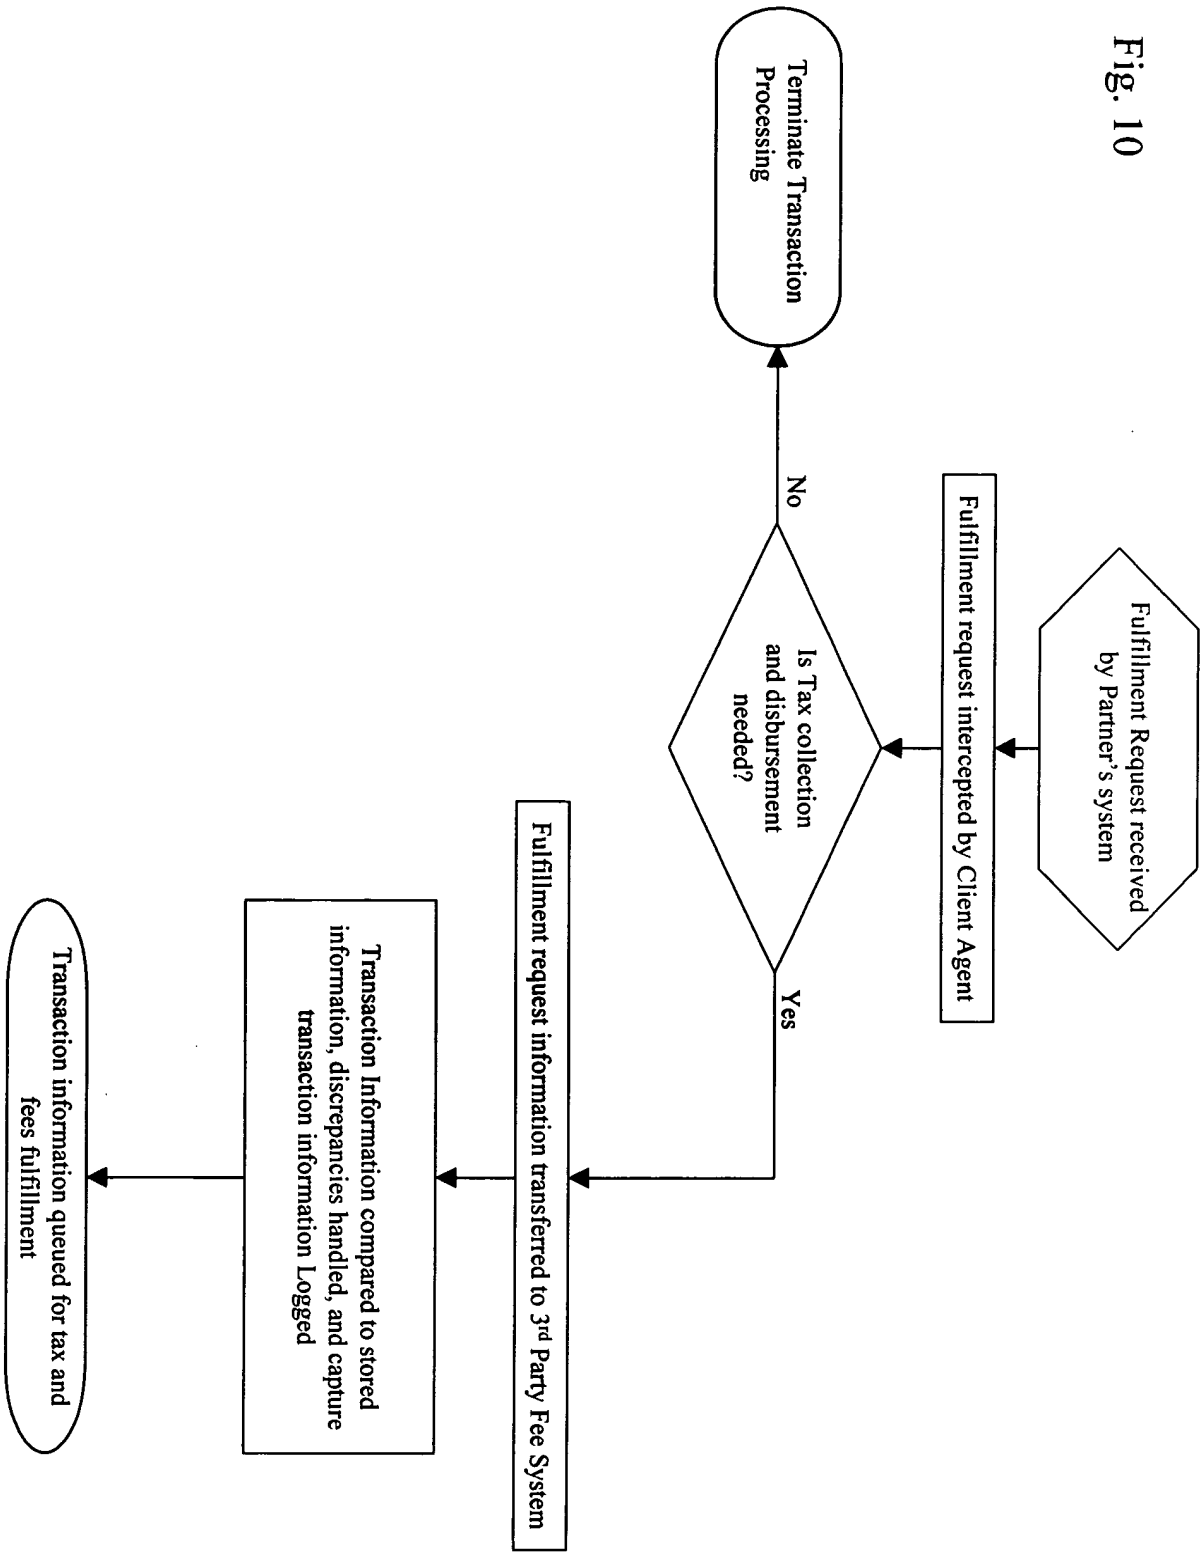 Fig. 10
Fulfillment Request received
by Partner's system
Fulfillment request intercepted by Client Agent
Is Tax collection
and disbursement
needed?
No
Yes
Terminate Transaction
Processing
Fulfillment request information transferred to 3rd Party Fee System
Transaction Information compared to stored
information, discrepancies handled, and capture
transaction information Logged
Transaction information queued for tax and
fees fulfillment